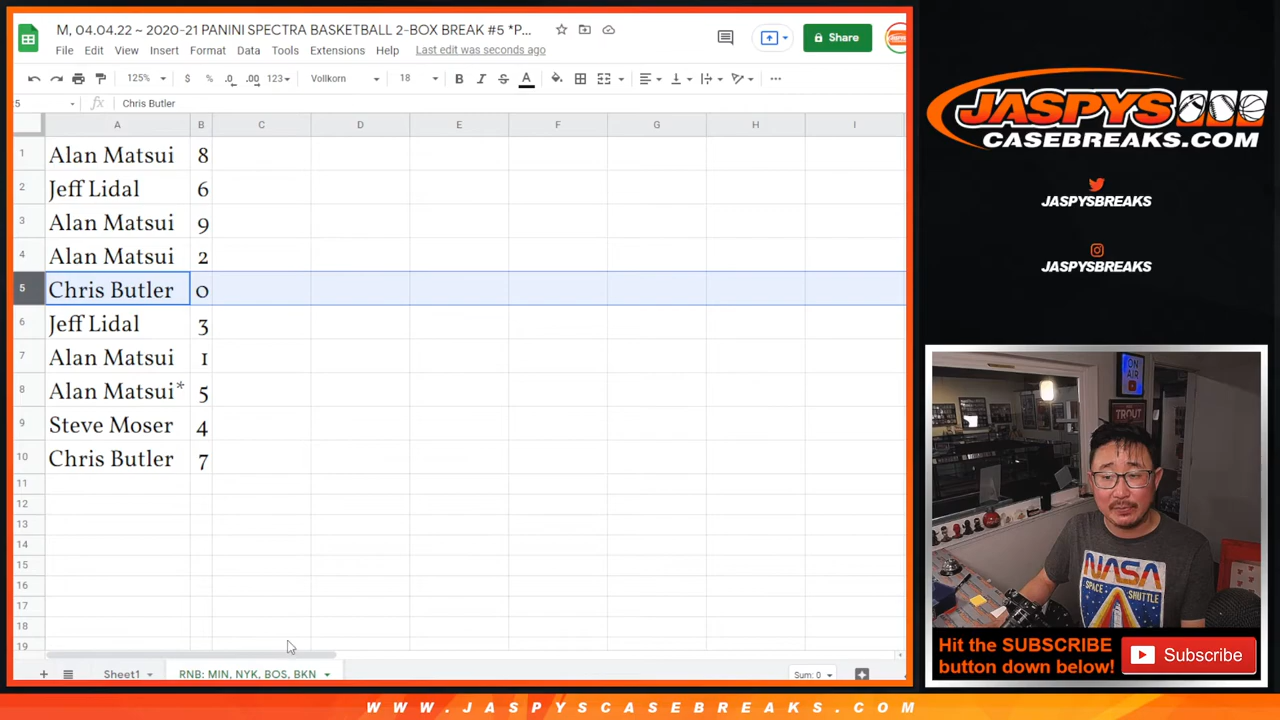 M, 04.04.22 ~ 2020-21 PANINI SPECTRA BASKETBALL 2-BOX BREAK #5 *P...
File Edit View Insert Format Data Tools Extensions Help Last edit was seconds ago
Share
125% $ % .0 .00 123 Vollkorn 18 B I S A
5 fx Chris Butler
A B C D E F G H I
1 Alan Matsui 8
2 Jeff Lidal 6
3 Alan Matsui 9
4 Alan Matsui 2
5 Chris Butler 0
6 Jeff Lidal 3
7 Alan Matsui 1
8 Alan Matsui* 5
9 Steve Moser 4
10 Chris Butler 7
11
12
13
14
15
16
17
18
19
Sheet1 RNB: MIN, NYK, BOS, BKN Sum: 0
JASPYS
CASEBREAKS.COM
JASPYSBREAKS
JASPYSBREAKS
ON AIR
TROUT
NASA
SPACE SHUTTLE
Hit the SUBSCRIBE
button down below!
Subscribe
WWW.JASPYSCASEBREAKS.COM